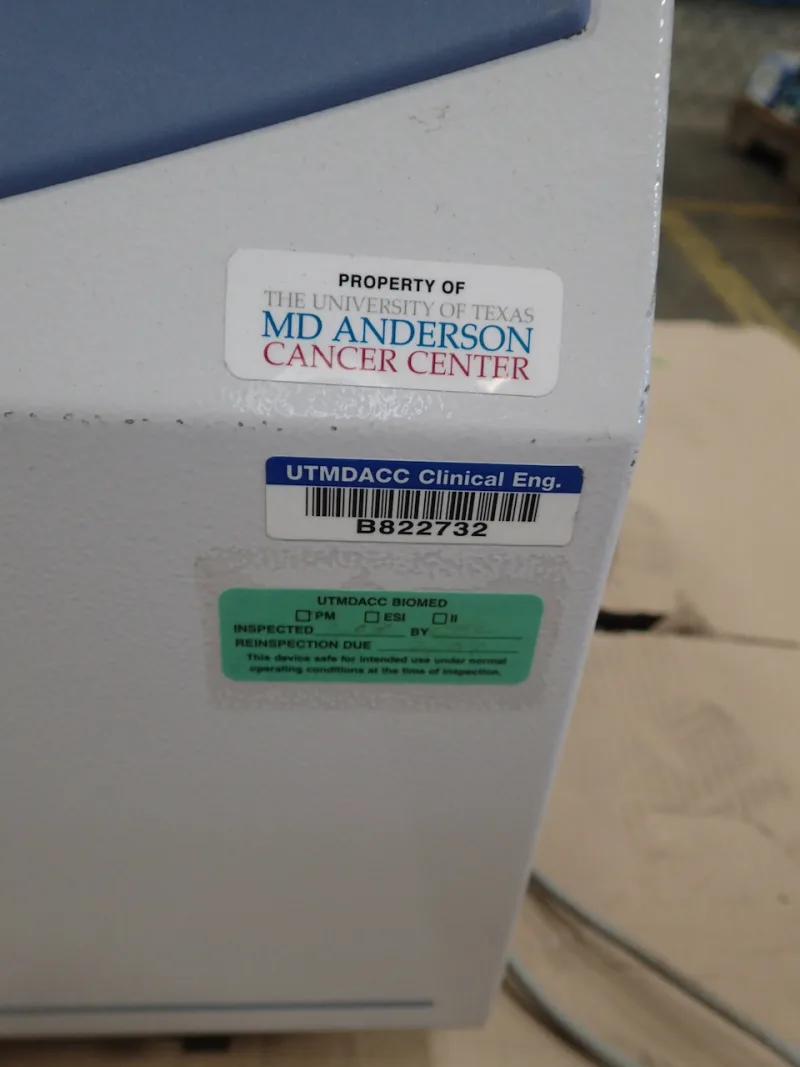 PROPERTY OF
THE UNIVERSITY OF TEXAS
MD ANDERSON
CANCER CENTER
UTMDACC Clinical Eng.
B822732
UTMDACC BIOMED
PM ESI II
INSPECTED BY
REINSPECTION DUE
This device safe for intended use under normal
operating conditions at the time of inspection.